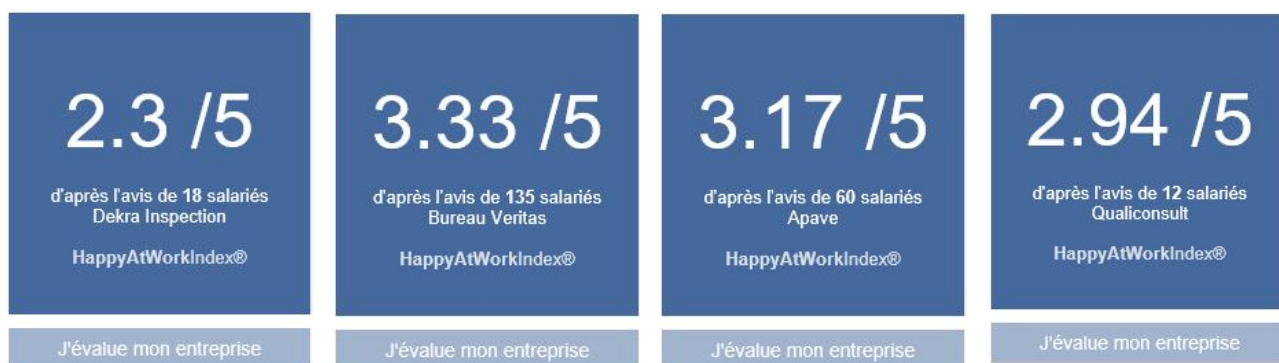 2.3 /5
d'après l'avis de 18 salariés
Dekra Inspection
HappyAtWorkIndex®
J'évalue mon entreprise
3.33 /5
d'après l'avis de 135 salariés
Bureau Veritas
HappyAtWorkIndex®
J'évalue mon entreprise
3.17 /5
d'après l'avis de 60 salariés
Apave
HappyAtWorkIndex®
J'évalue mon entreprise
2.94 /5
d'après l'avis de 12 salariés
Qualiconsult
HappyAtWorkIndex®
J'évalue mon entreprise